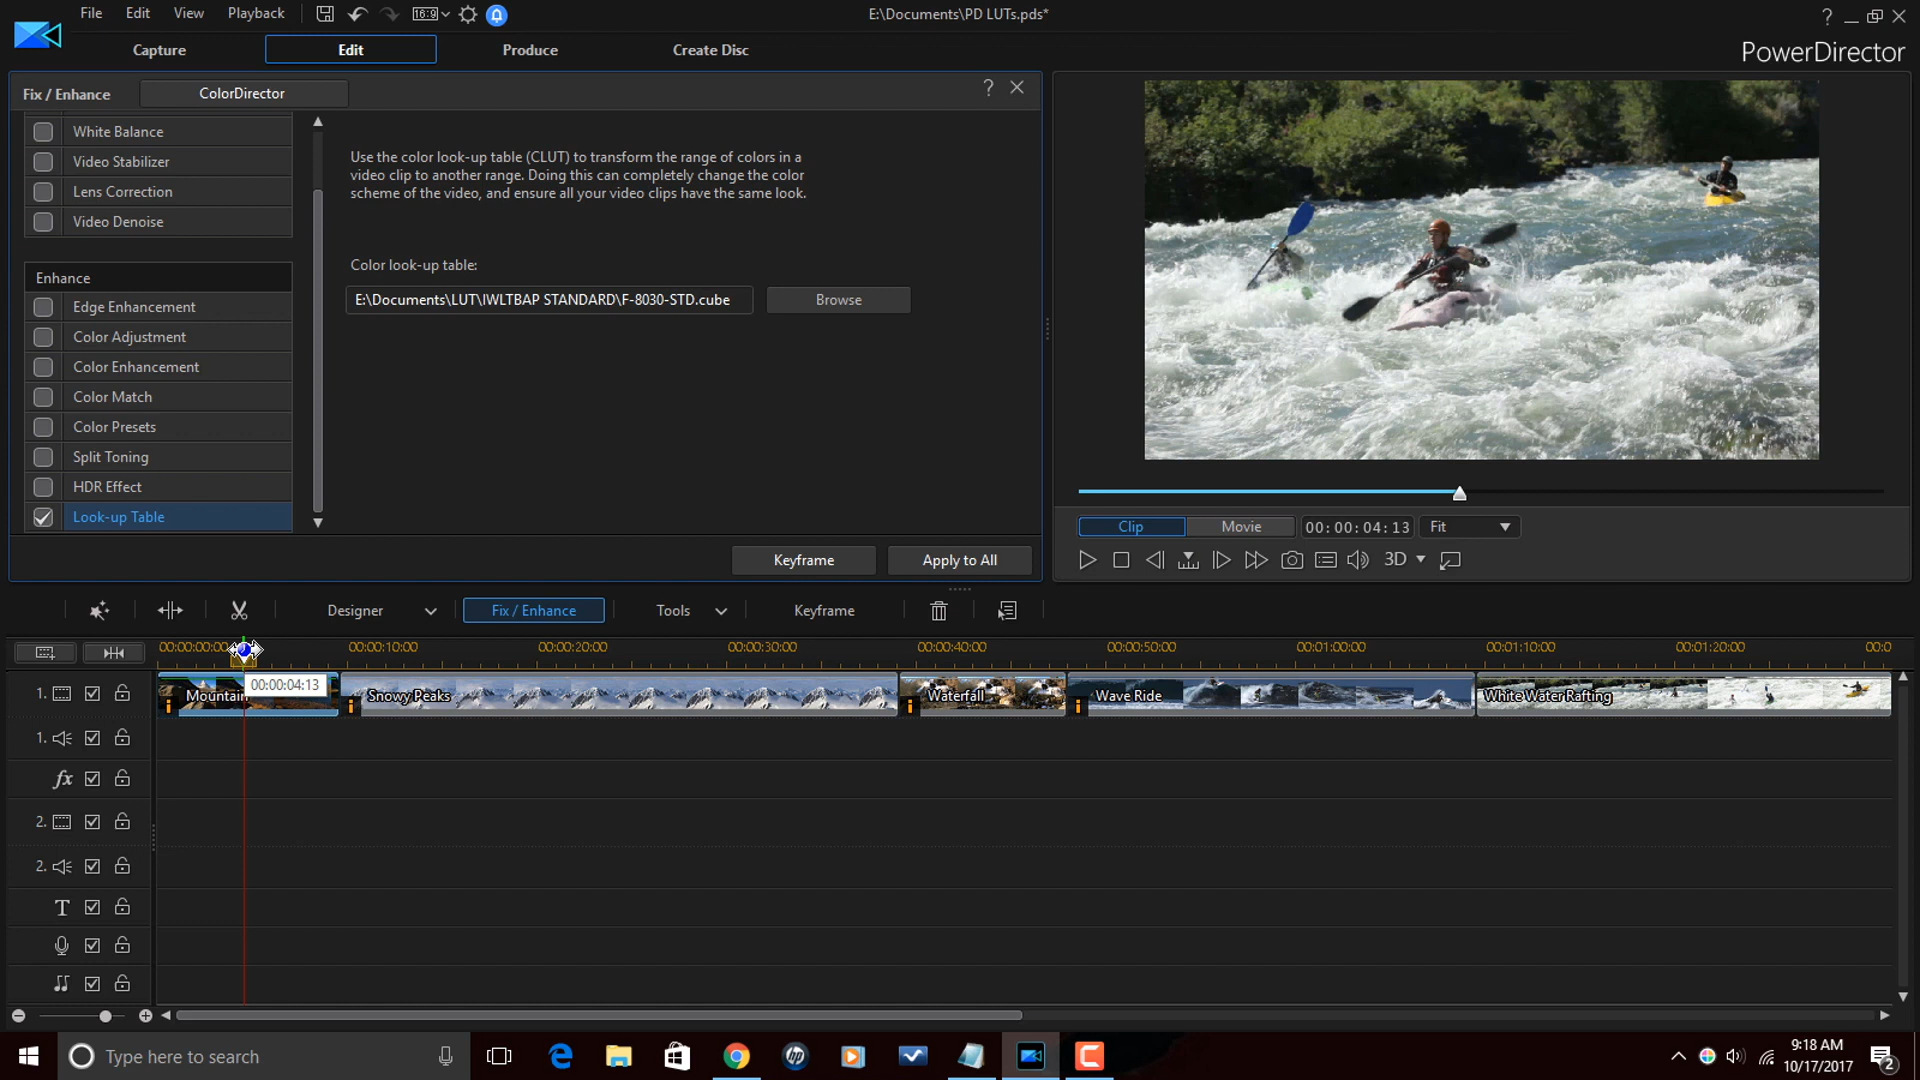 File Edit View Playback 16:9 E:\Documents\PD LUTs.pds* ?
Capture Edit Produce Create Disc PowerDirector
Fix / Enhance ColorDirector ?
White Balance
Video Stabilizer
Lens Correction
Video Denoise
Enhance
Edge Enhancement
Color Adjustment
Color Enhancement
Color Match
Color Presets
Split Toning
HDR Effect
Look-up Table
Use the color look-up table (CLUT) to transform the range of colors in a
video clip to another range. Doing this can completely change the color
scheme of the video, and ensure all your video clips have the same look.
Color look-up table:
E:\Documents\LUT\IWLTBAP STANDARD\F-8030-STD.cube Browse
Keyframe Apply to All
Clip Movie 00:00:04:13 Fit
3D
Designer Fix / Enhance Tools Keyframe
00:00:00:0 00:00:10:00 00:00:20:00 00:00:30:00 00:00:40:00 00:00:50:00 00:01:00:00 00:01:10:00 00:01:20:00 00:0
00:00:04:13
1. Mountain Snowy Peaks Waterfall Wave Ride White Water Rafting
1.
fx
2.
2.
T
Type here to search
hp
9:18 AM
10/17/2017
2